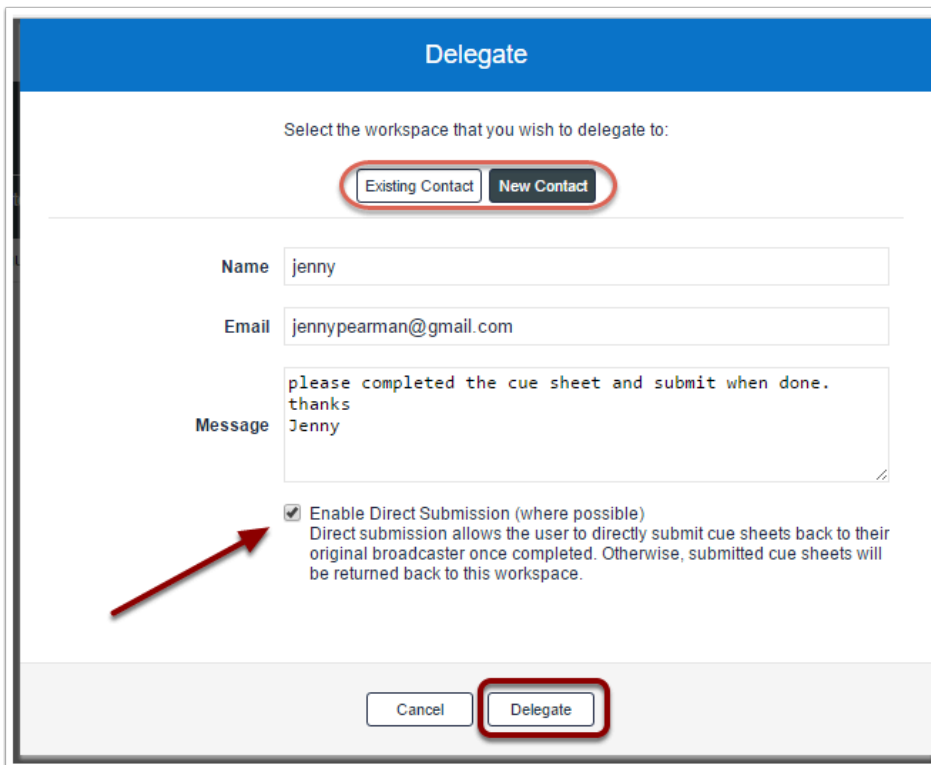 Delegate
Select the workspace that you wish to delegate to:
Existing Contact New Contact
Name jenny
Email jennypearman@gmail.com
please completed the cue sheet and submit when done.
thanks
Message Jenny
Enable Direct Submission (where possible)
Direct submission allows the user to directly submit cue sheets back to their
original broadcaster once completed. Otherwise, submitted cue sheets will
be returned back to this workspace.
Cancel Delegate